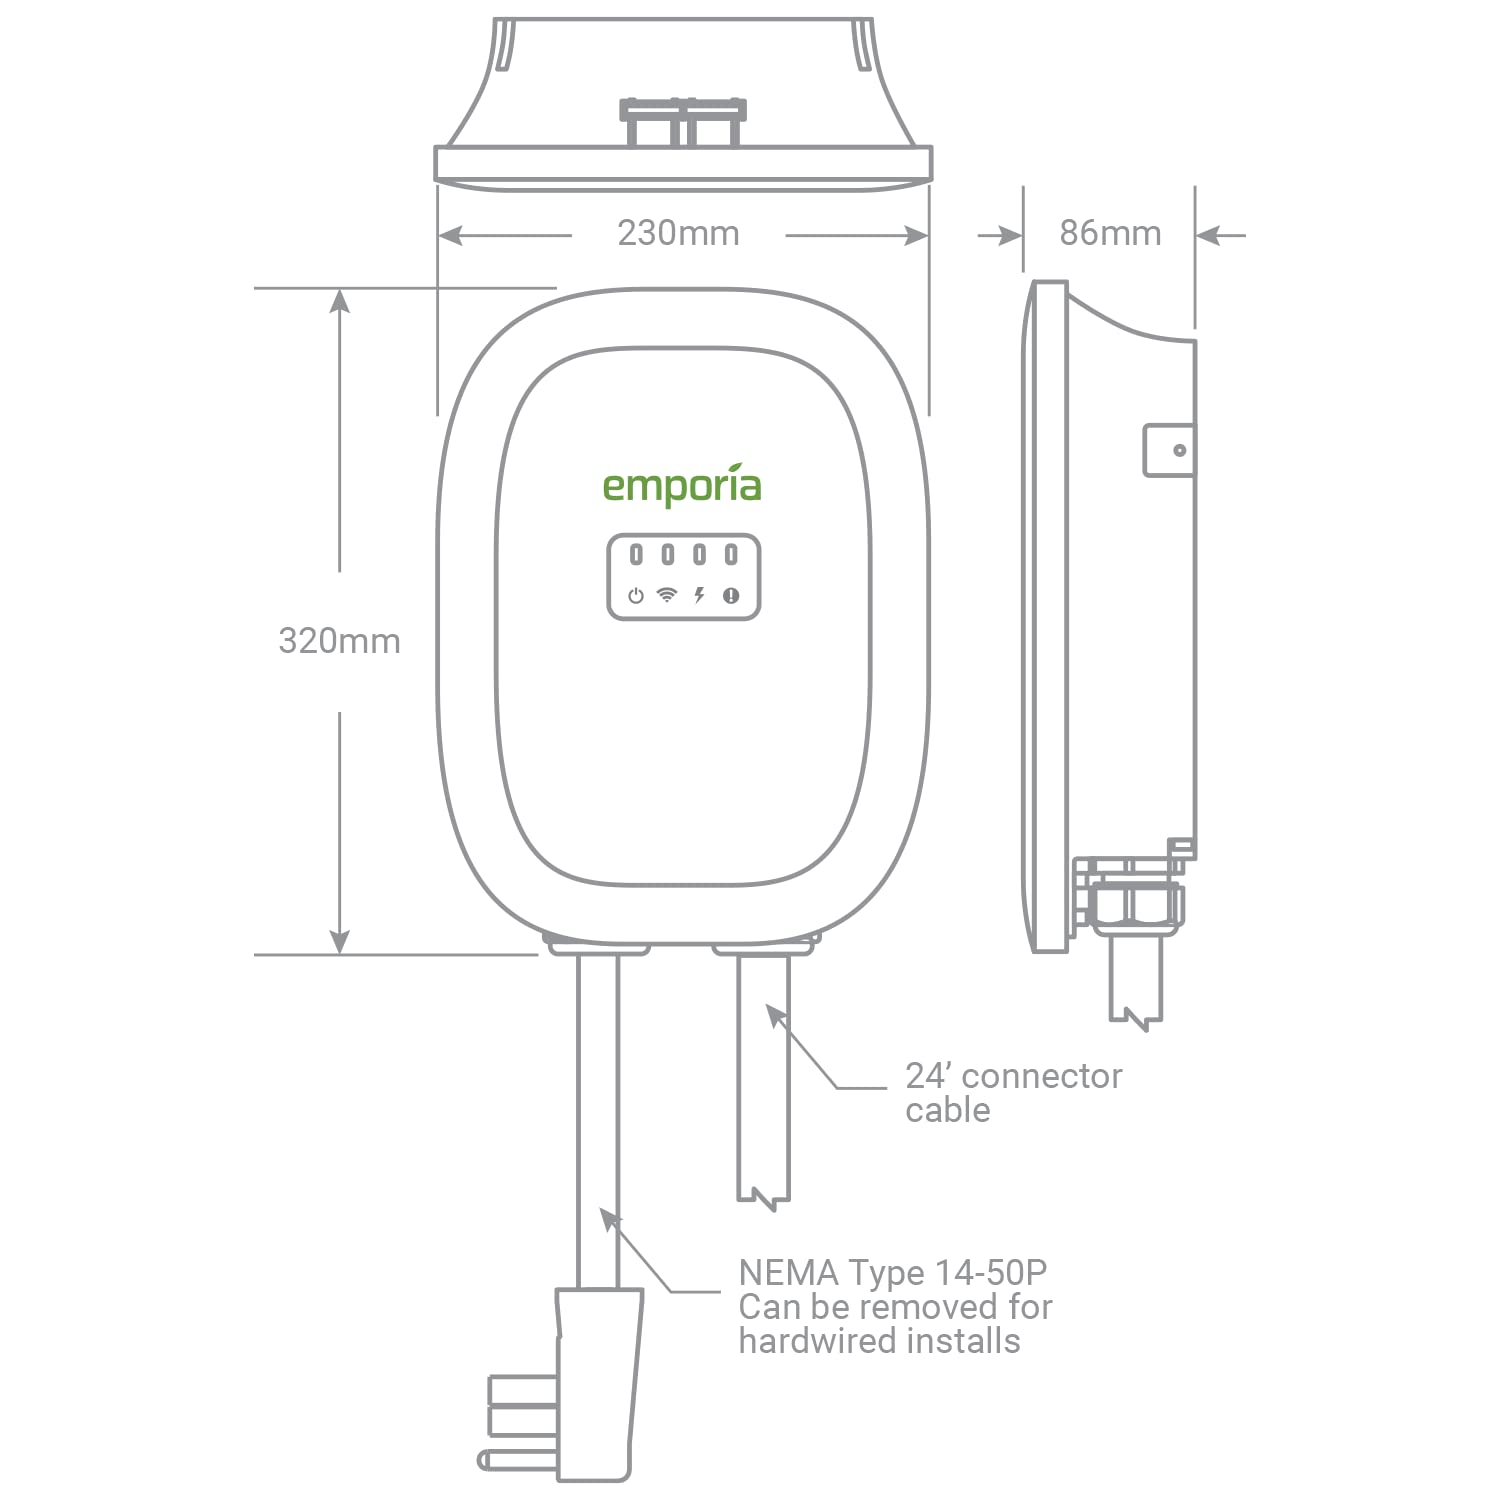 230mm
86mm
emporia
320mm
24’ connector
cable
NEMA Type 14-50P
Can be removed for
hardwired installs